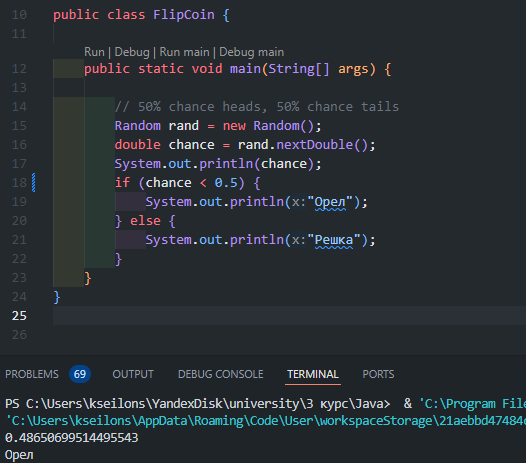 10 public class FlipCoin {
11
Run | Debug | Run main | Debug main
12 public static void main(String[] args) {
13
14 // 50% chance heads, 50% chance tails
15 Random rand = new Random();
16 double chance = rand.nextDouble();
17 System.out.println(chance);
18 if (chance < 0.5) {
19 System.out.println(x:"Орел");
20 } else {
21 System.out.println(x:"Решка");
22 }
23 }
24 }
25
26
PROBLEMS 69 OUTPUT DEBUG CONSOLE TERMINAL PORTS
PS C:\Users\kseilons\YandexDisk\university\3 курс\Java> & 'C:\Program File
'C:\Users\kseilons\AppData\Roaming\Code\User\workspaceStorage\21aebbd47484c
0.48650699514495543
Орел